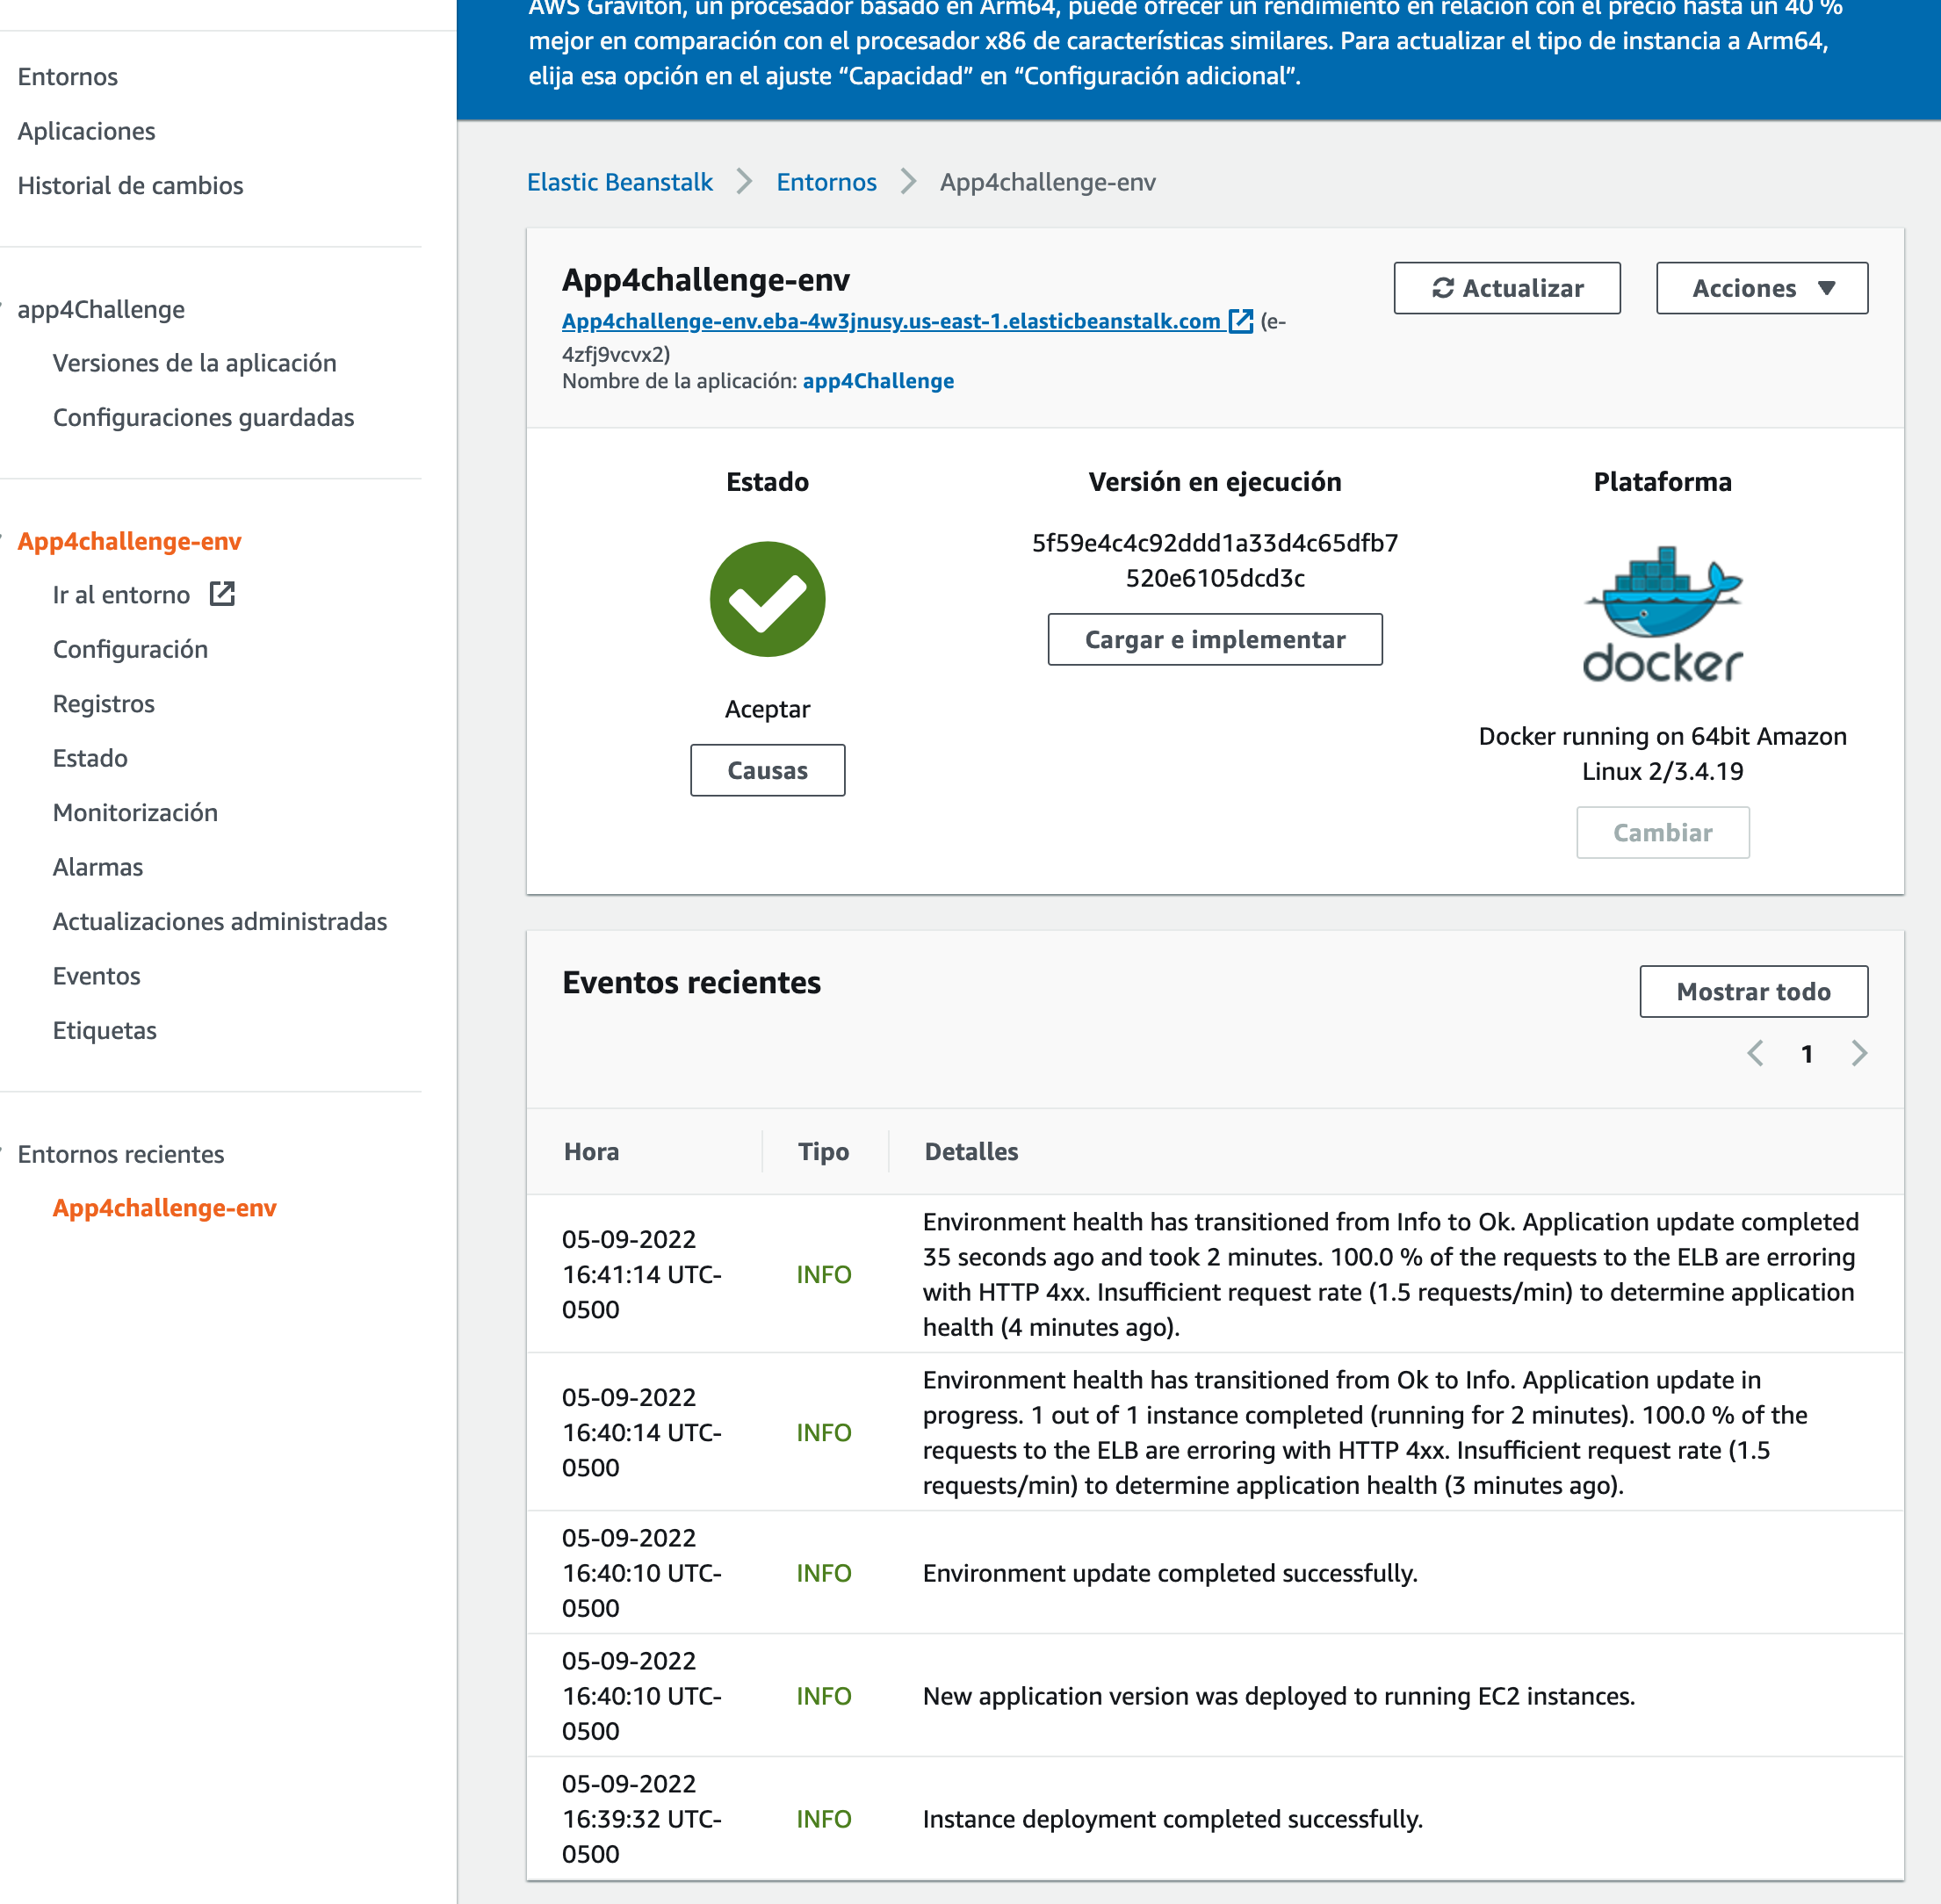 AWS Graviton, un procesador basado en Arm64, puede ofrecer un rendimiento en relación con el precio hasta un 40 %
mejor en comparación con el procesador x86 de características similares. Para actualizar el tipo de instancia a Arm64,
elija esa opción en el ajuste “Capacidad” en “Configuración adicional”.
Entornos
Aplicaciones
Historial de cambios
app4Challenge
Versiones de la aplicación
Configuraciones guardadas
App4challenge-env
Ir al entorno
Configuración
Registros
Estado
Monitorización
Alarmas
Actualizaciones administradas
Eventos
Etiquetas
Entornos recientes
App4challenge-env
Elastic Beanstalk > Entornos > App4challenge-env
App4challenge-env
App4challenge-env.eba-4w3jnusy.us-east-1.elasticbeanstalk.com (e-
4zfj9vcvx2)
Nombre de la aplicación: app4Challenge
Actualizar
Acciones
Estado
Aceptar
Causas
Versión en ejecución
5f59e4c4c92ddd1a33d4c65dfb7
520e6105dcd3c
Cargar e implementar
Plataforma
docker
Docker running on 64bit Amazon
Linux 2/3.4.19
Cambiar
Eventos recientes
Mostrar todo
1
Hora Tipo Detalles
05-09-2022
16:41:14 UTC-
0500
INFO
Environment health has transitioned from Info to Ok. Application update completed
35 seconds ago and took 2 minutes. 100.0 % of the requests to the ELB are erroring
with HTTP 4xx. Insufficient request rate (1.5 requests/min) to determine application
health (4 minutes ago).
05-09-2022
16:40:14 UTC-
0500
INFO
Environment health has transitioned from Ok to Info. Application update in
progress. 1 out of 1 instance completed (running for 2 minutes). 100.0 % of the
requests to the ELB are erroring with HTTP 4xx. Insufficient request rate (1.5
requests/min) to determine application health (3 minutes ago).
05-09-2022
16:40:10 UTC-
0500
INFO
Environment update completed successfully.
05-09-2022
16:40:10 UTC-
0500
INFO
New application version was deployed to running EC2 instances.
05-09-2022
16:39:32 UTC-
0500
INFO
Instance deployment completed successfully.